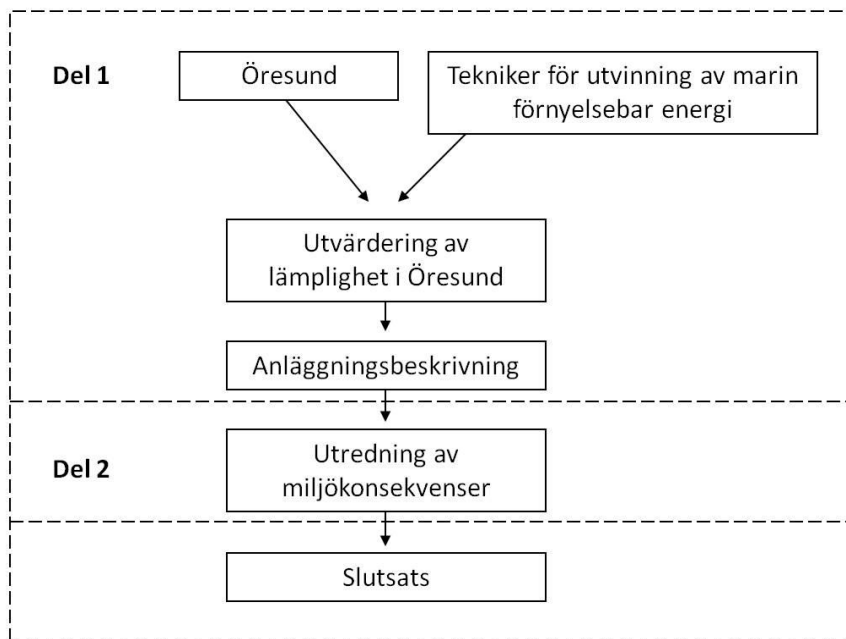 Del 1
Öresund
Tekniker för utvinning av marin
förnyelsebar energi
Utvärdering av
lämplighet i Öresund
Anläggningsbeskrivning
Del 2
Utredning av
miljökonsekvenser
Slutsats